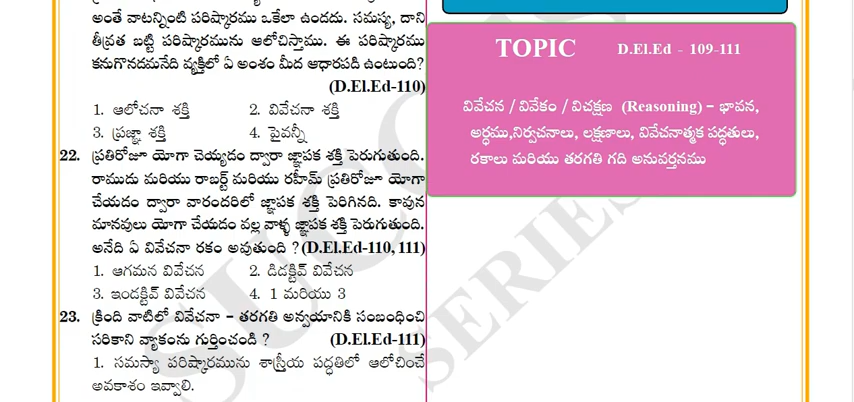 అంతే వాటన్నింటి పరిష్కారము ఒకేలా ఉండదు. సమస్య, దాని
తీవ్రత బట్టి పరిష్కారమును ఆలోచిస్తాము. ఈ పరిష్కారము
కనుగొనడమనేది వ్యక్తిలో ఏ అంశం మీద ఆధారపడి ఉంటుంది?
(D.El.Ed-110)
1. ఆలోచనా శక్తి 2. వివేచనా శక్తి
3. ప్రజ్ఞా శక్తి 4. పైవన్నీ
22. ప్రతిరోజూ యోగా చెయ్యడం ద్వారా జ్ఞాపక శక్తి పెరుగుతుంది.
రాముడు మరియు రాబర్ట్ మరియు రహీమ్ ప్రతిరోజూ యోగా
చేయడం ద్వారా వారందరిలో జ్ఞాపక శక్తి పెరిగినది. కావున
మానవులు యోగా చేయడం వల్ల వాళ్ళ జ్ఞాపక శక్తి పెరుగుతుంది.
అనేది ఏ వివేచనా రకం అవుతుంది ? (D.El.Ed-110, 111)
1. ఆగమన వివేచన 2. డిడక్టివ్ వివేచన
3. ఇండక్టివ్ వివేచన 4. 1 మరియు 3
23. క్రింది వాటిలో వివేచనా - తరగతి అన్వయానికి సంబంధించి
సరికాని వ్యాకంను గుర్తించండి ? (D.El.Ed-111)
1. సమస్యా పరిష్కారమును శాస్త్రీయ పద్ధతిలో ఆలోచించే
అవకాశం ఇవ్వాలి.
TOPIC D.El.Ed - 109-111
వివేచన / వివేకం / విచక్షణ (Reasoning) - భావన,
అర్థము,నిర్వచనాలు, లక్షణాలు, వివేచనాత్మక పద్ధతులు,
రకాలు మరియు తరగతి గది అనువర్తనము
SERIES